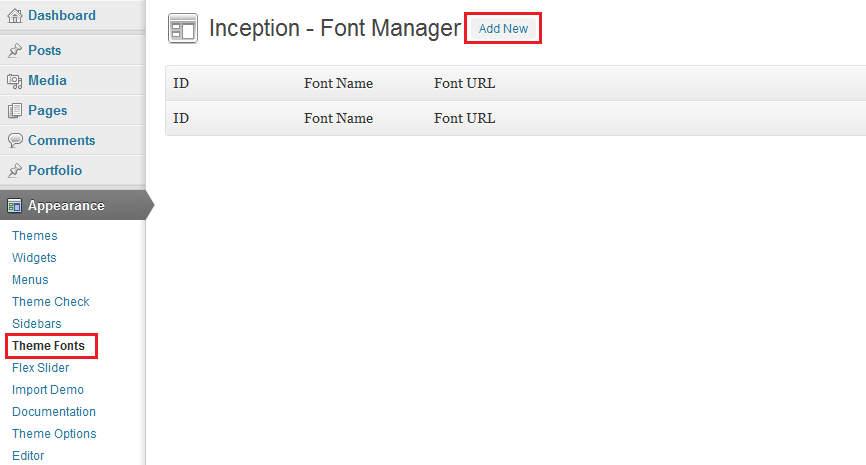 Dashboard
Posts
Media
Pages
Comments
Portfolio
Appearance
Themes
Widgets
Menus
Theme Check
Sidebars
Theme Fonts
Flex Slider
Import Demo
Documentation
Theme Options
Editor
Inception - Font Manager Add New
ID Font Name Font URL
ID Font Name Font URL